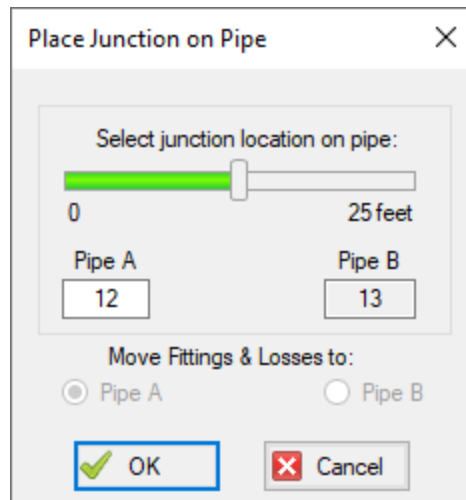 Place Junction on Pipe
Select junction location on pipe:
0 25 feet
Pipe A Pipe B
12 13
Move Fittings & Losses to:
Pipe A Pipe B
OK Cancel